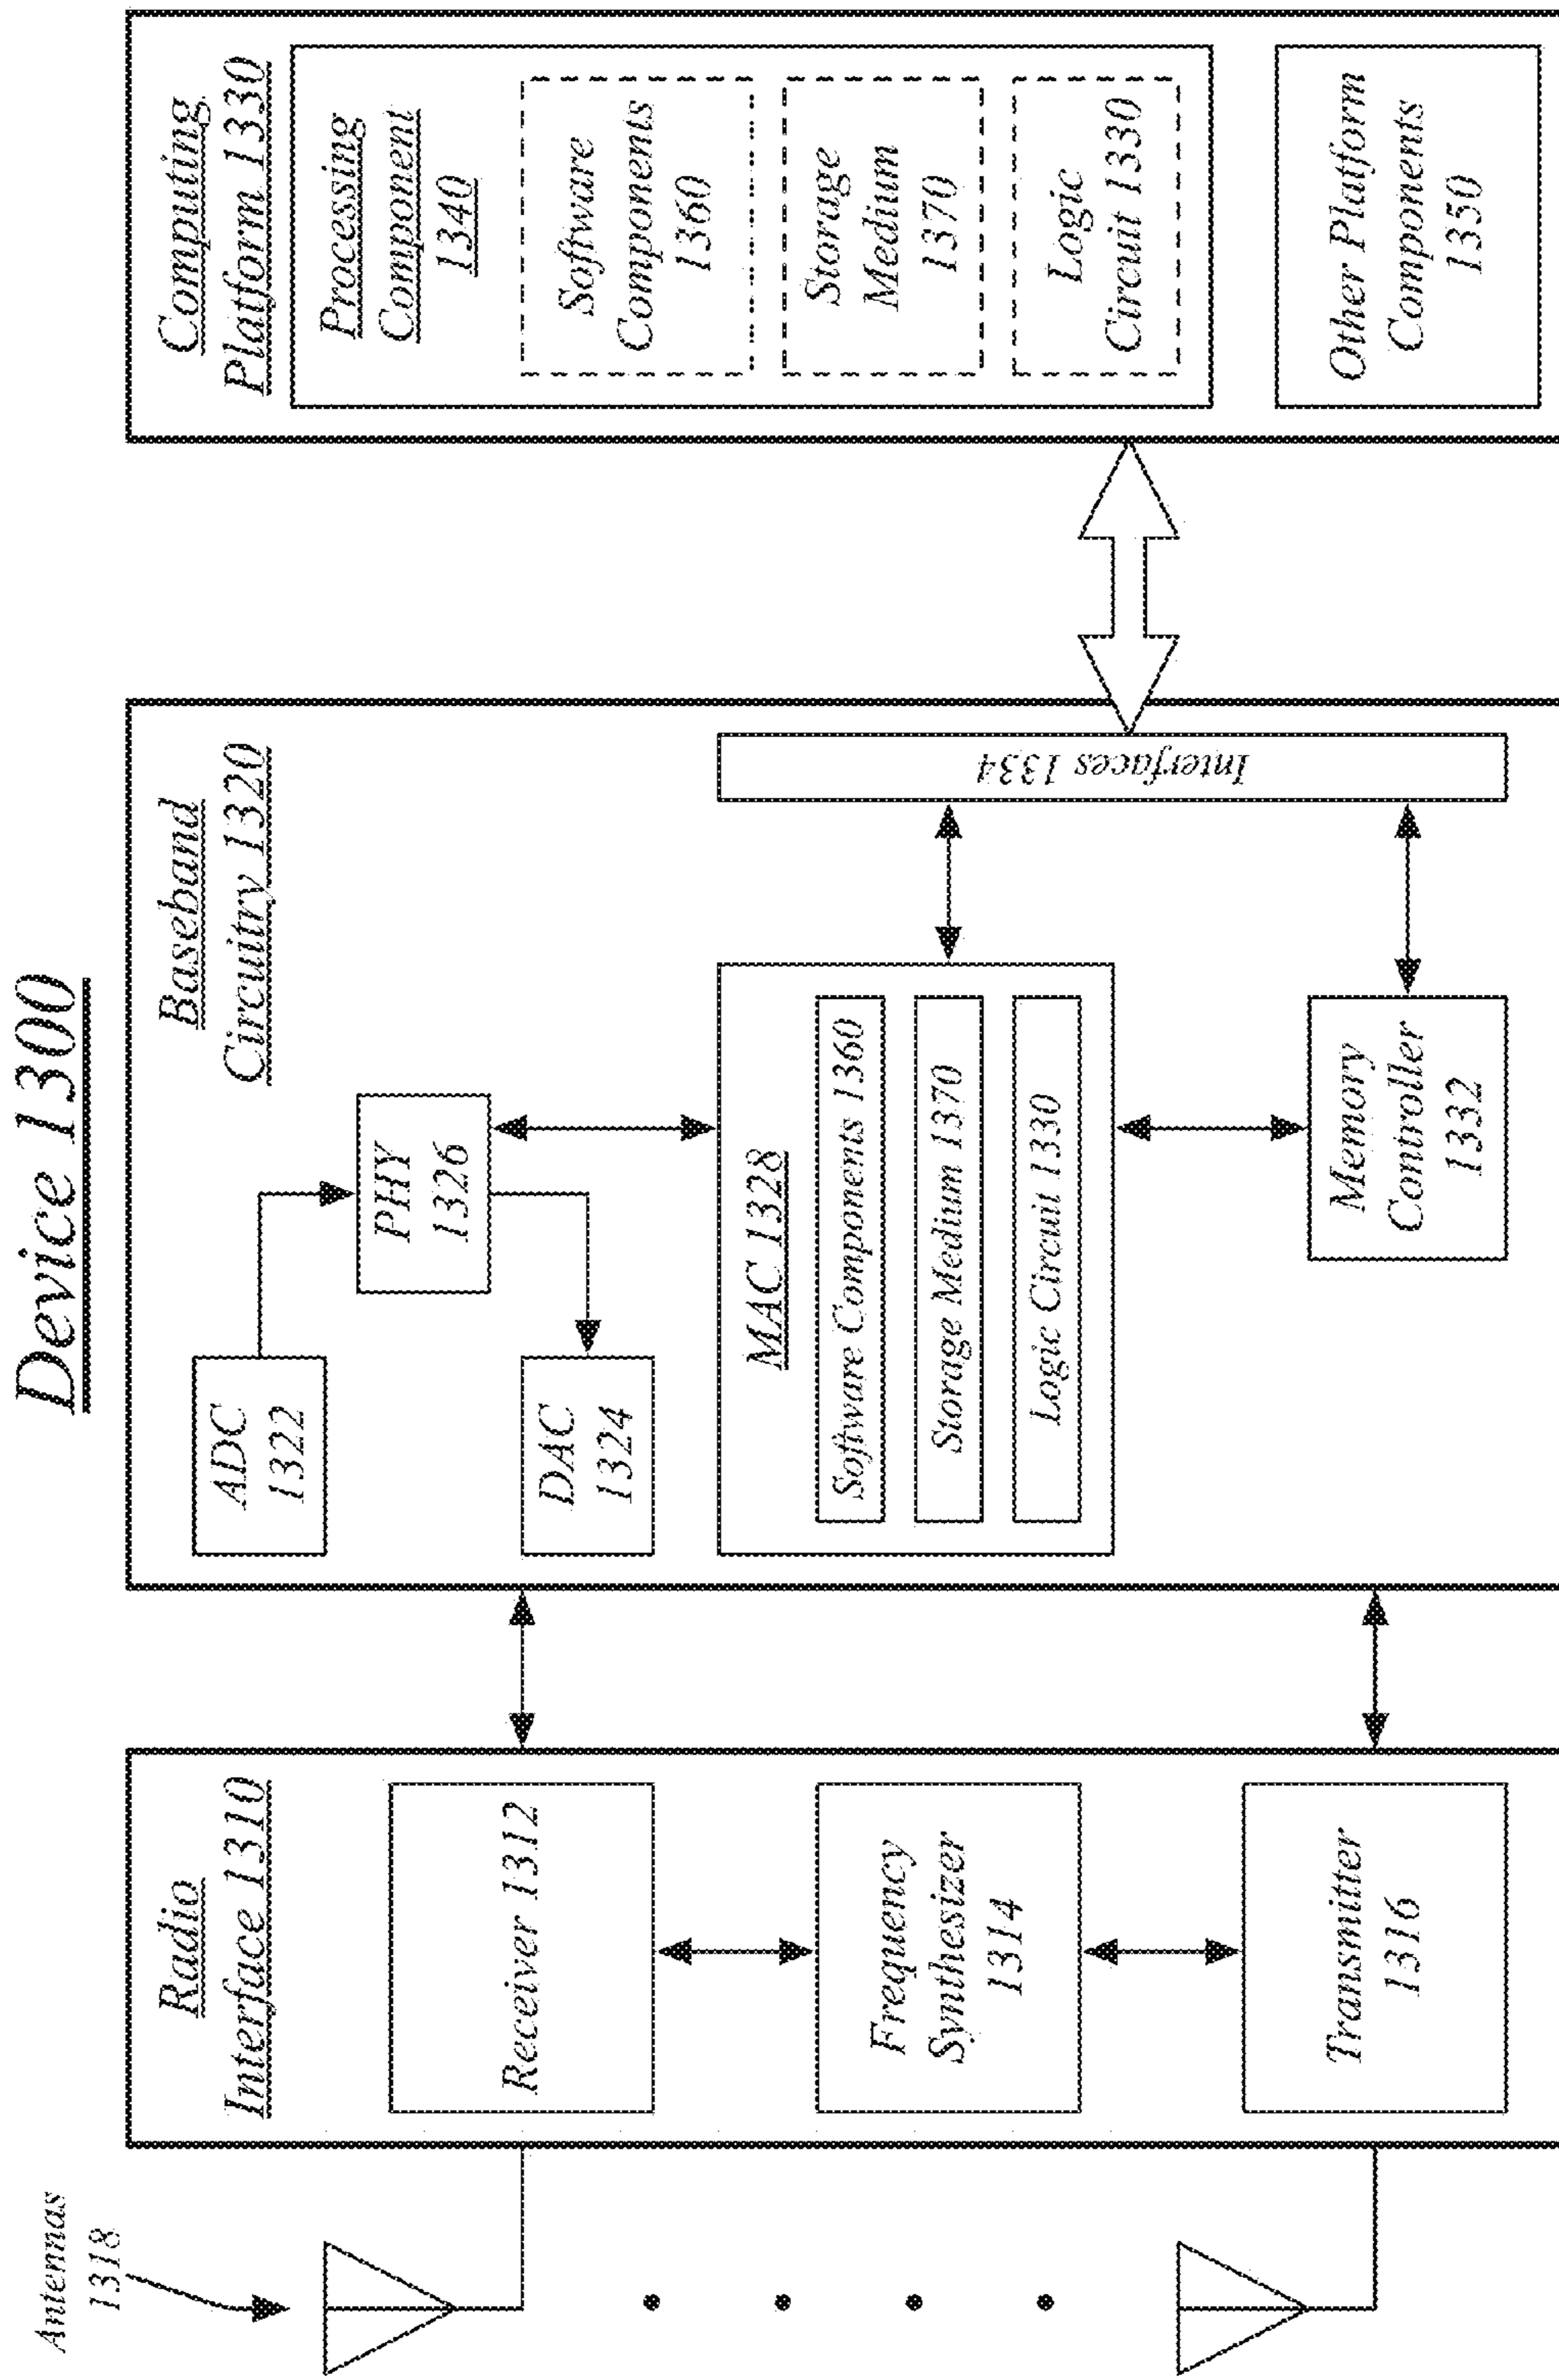 Device 1300
Antennas
1318
Radio
Interface 1310
Receiver 1312
Frequency
Synthesizer
1314
Transmitter
1316
Baseband
Circuitry 1320
ADC
1322
PHY
1326
DAC
1324
MAC 1328
Software Components 1360
Storage Medium 1370
Logic Circuit 1330
Memory
Controller
1332
Interfaces 1334
Computing
Platform 1330
Processing
Component
1340
Software
Components
1360
Storage
Medium
1370
Logic
Circuit 1330
Other Platform
Components
1350